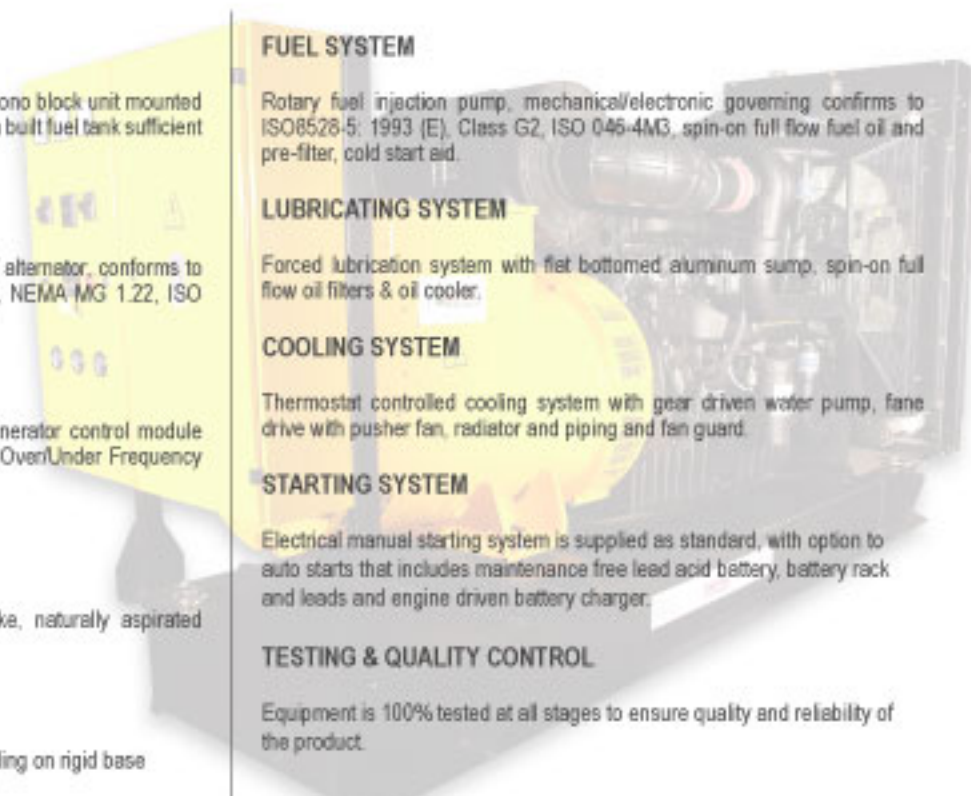 ono block unit mounted
built fuel tank sufficient
alternator, conforms to
, NEMA MG 1.22, ISO
nerator control module
Over/Under Frequency
ke, naturally aspirated
ling on rigid base
FUEL SYSTEM
Rotary fuel injection pump, mechanical/electronic governing confirms to
ISO8528-5: 1993 (E), Class G2, ISO 046-4M3, spin-on full flow fuel oil and
pre-filter, cold start aid.
LUBRICATING SYSTEM
Forced lubrication system with flat bottomed aluminum sump, spin-on full
flow oil filters & oil cooler.
COOLING SYSTEM
Thermostat controlled cooling system with gear driven water pump, fane
drive with pusher fan, radiator and piping and fan guard.
STARTING SYSTEM
Electrical manual starting system is supplied as standard, with option to
auto starts that includes maintenance free lead acid battery, battery rack
and leads and engine driven battery charger.
TESTING & QUALITY CONTROL
Equipment is 100% tested at all stages to ensure quality and reliability of
the product.